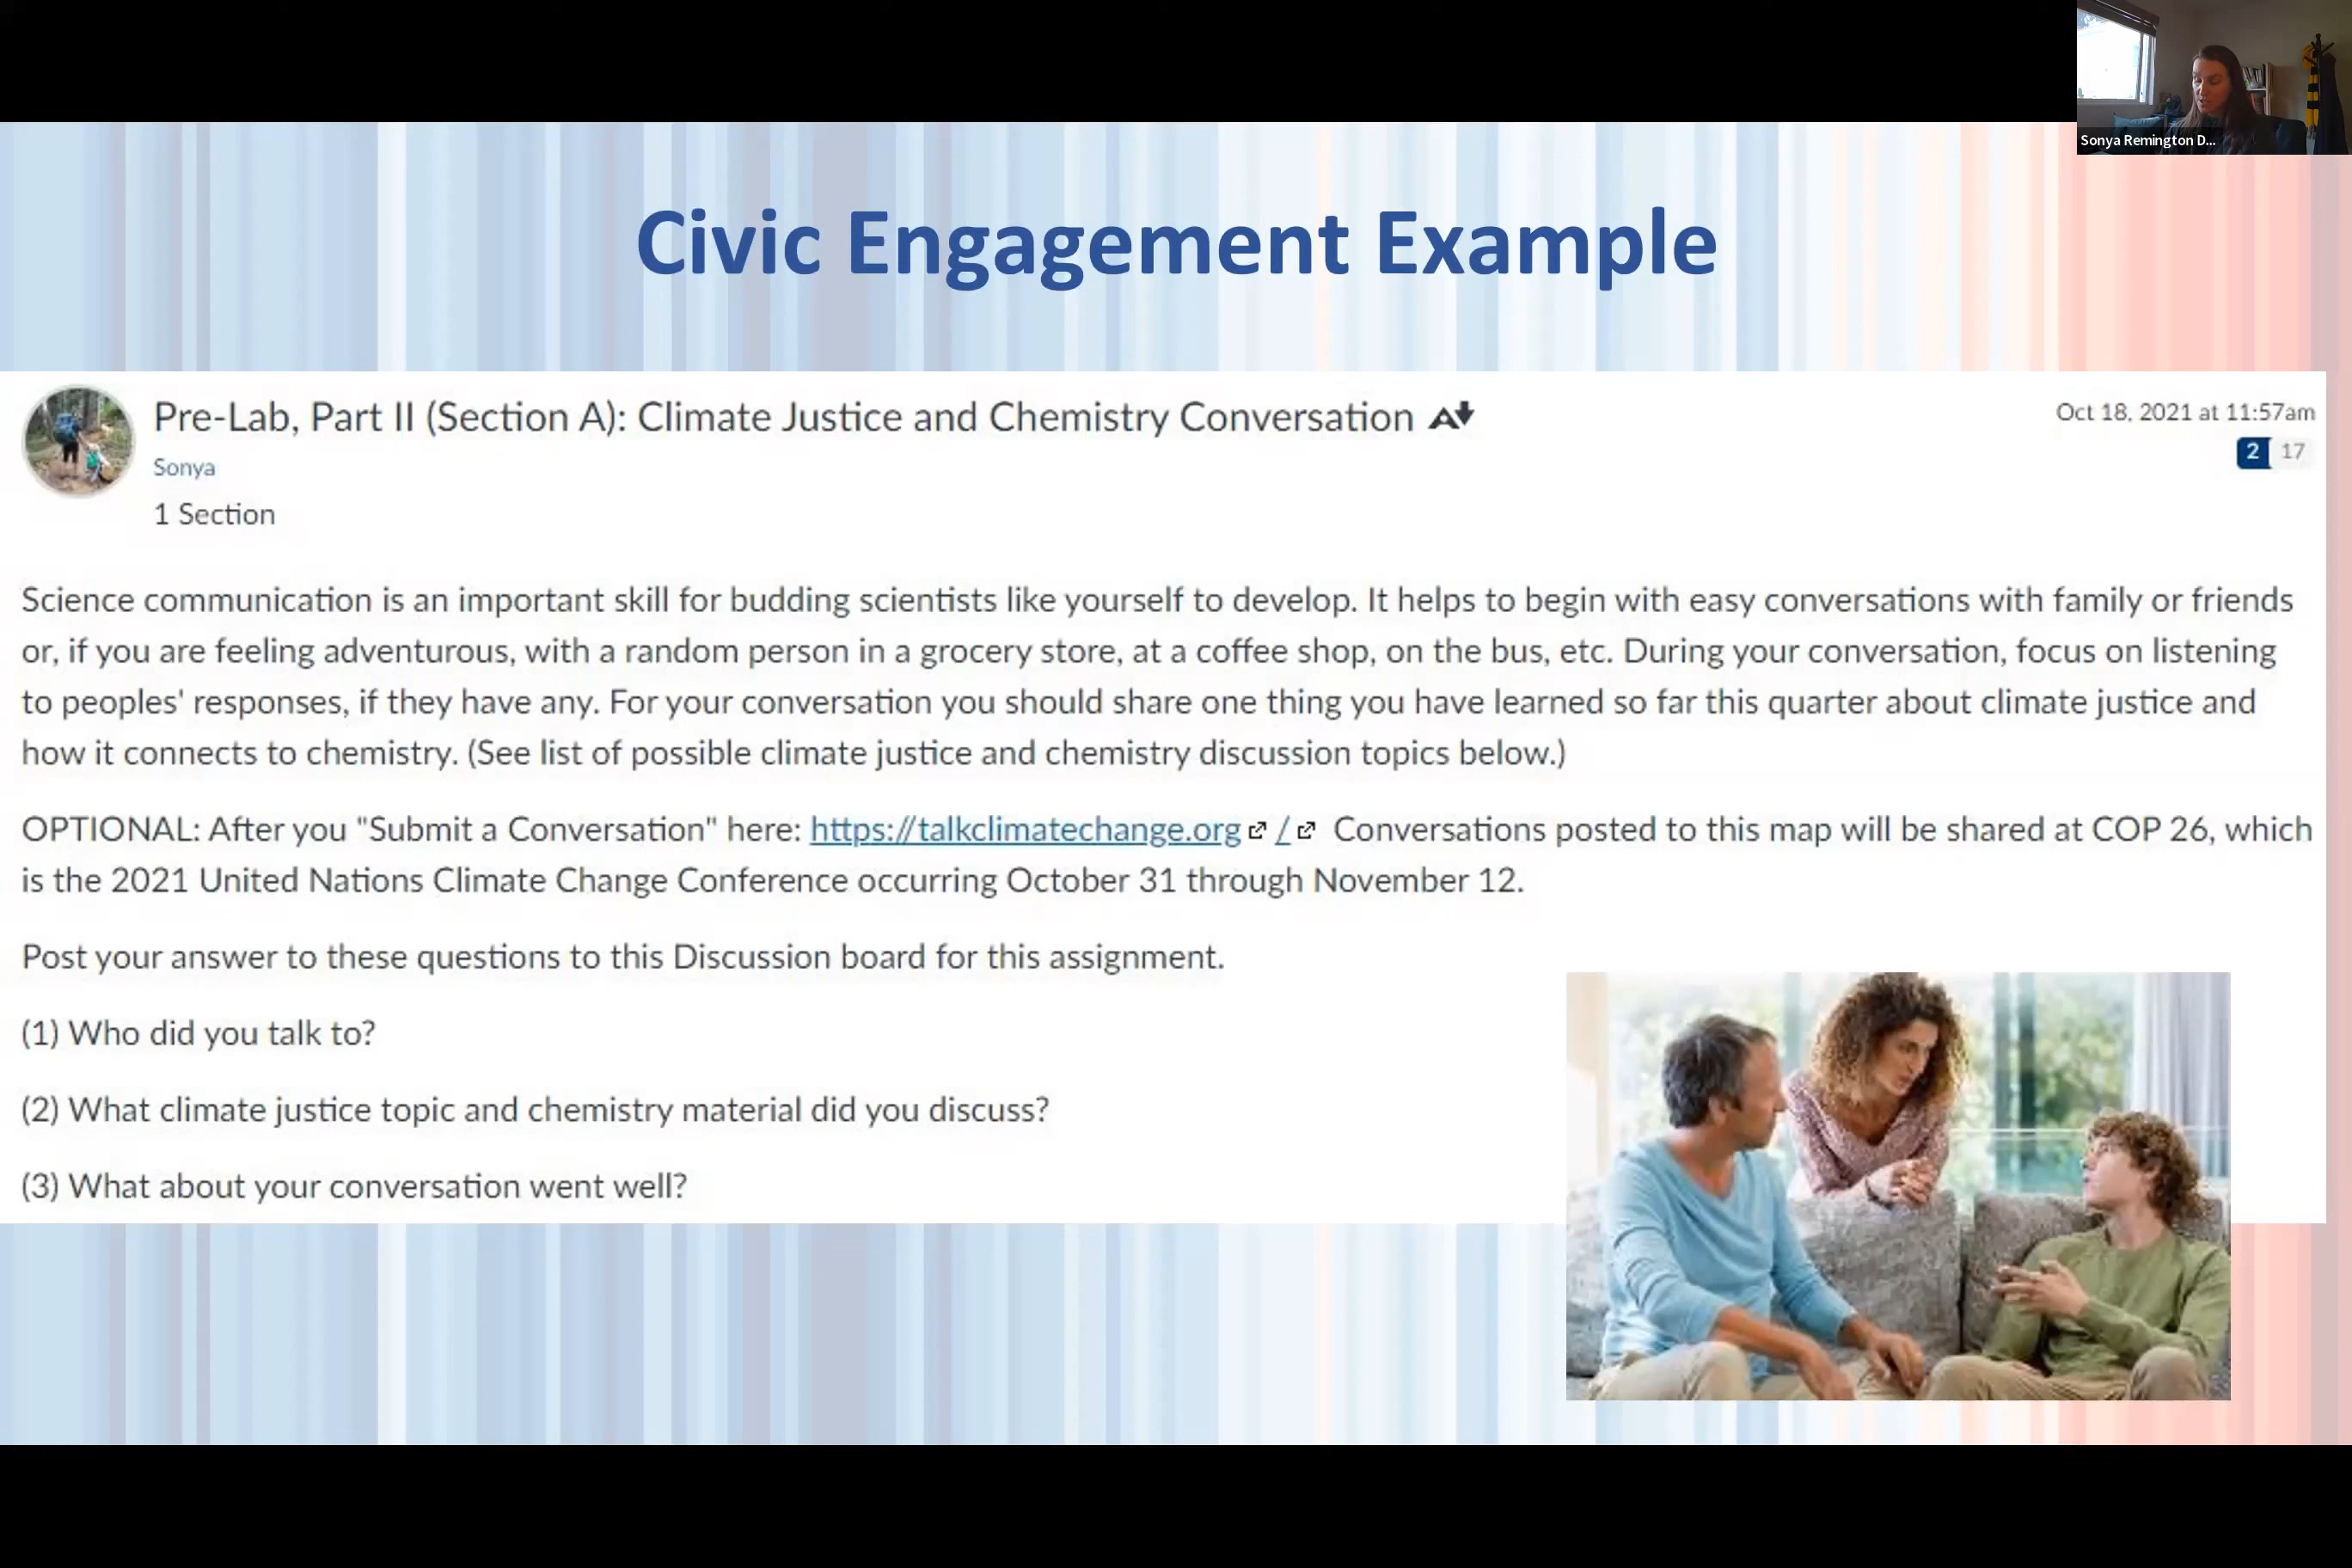 Sonya Remington D...
Civic Engagement Example
Pre-Lab, Part II (Section A): Climate Justice and Chemistry Conversation
Oct 18, 2021 at 11:57am
Sonya
2 17
1 Section
Science communication is an important skill for budding scientists like yourself to develop. It helps to begin with easy conversations with family or friends
or, if you are feeling adventurous, with a random person in a grocery store, at a coffee shop, on the bus, etc. During your conversation, focus on listening
to peoples' responses, if they have any. For your conversation you should share one thing you have learned so far this quarter about climate justice and
how it connects to chemistry. (See list of possible climate justice and chemistry discussion topics below.)
OPTIONAL: After you "Submit a Conversation" here: https://talkclimatechange.org / Conversations posted to this map will be shared at COP 26, which
is the 2021 United Nations Climate Change Conference occurring October 31 through November 12.
Post your answer to these questions to this Discussion board for this assignment.
(1) Who did you talk to?
(2) What climate justice topic and chemistry material did you discuss?
(3) What about your conversation went well?